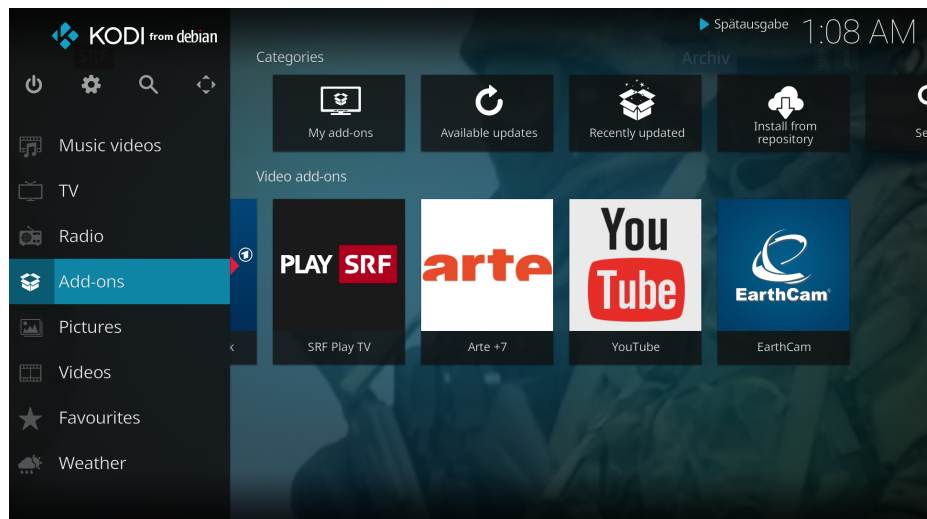 KODI from debian
Spätausgabe
1:08 AM
SRF
Archiv
Categories
My add-ons
Available updates
Recently updated
Install from
repository
Music videos
TV
Radio
Add-ons
Pictures
Videos
Favourites
Weather
Video add-ons
PLAY SRF
arte
You
Tube
EarthCam
SRF Play TV
Arte +7
YouTube
EarthCam